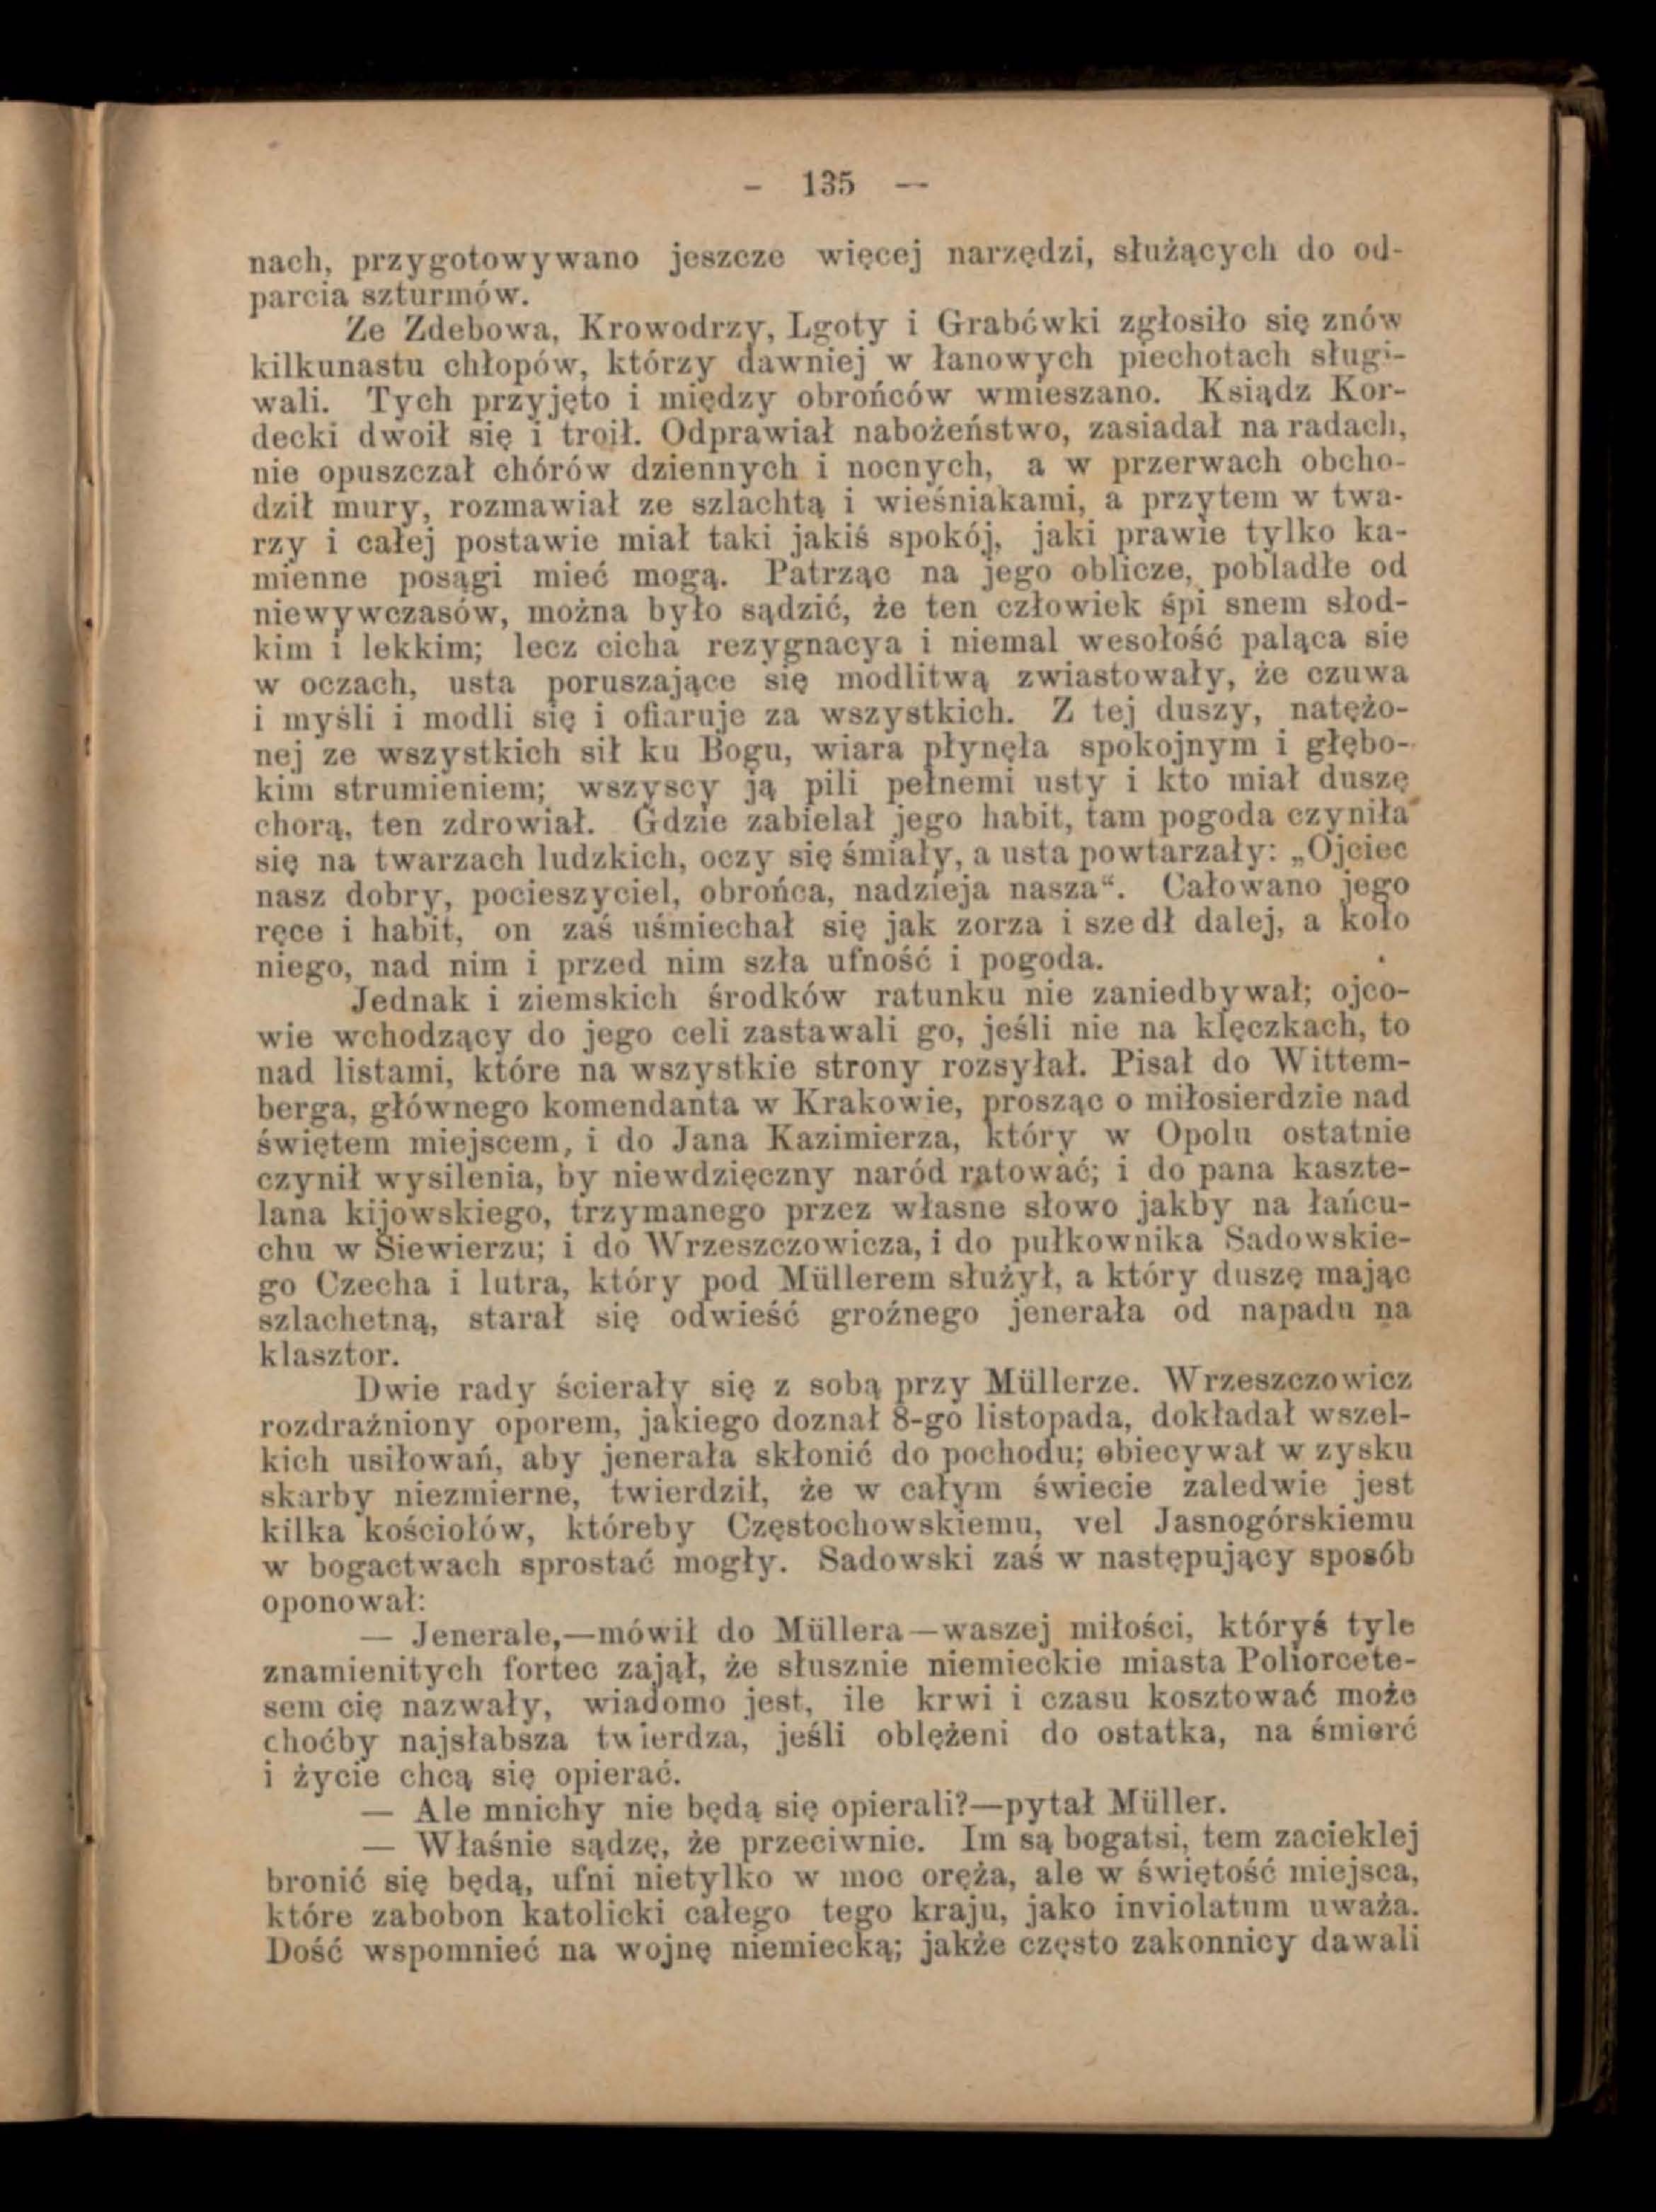 - 135 —
nach, przygotowywano jeszcze więcej narzędzi, służących do od-
parcia szturmów.
Ze Zdebowa, Krowodrzy, Lgoty i Grabówki zgłosiło się znów
kilkunastu chłopów, którzy dawniej w łanowych piechotach sługi-
wali. Tych przyjęto i między obrońców wmieszano. Ksiądz Kor-
decki dwoił się i troił. Odprawiał nabożeństwo, zasiadał na radach,
nie opuszczał chórów dziennych i nocnych, a w przerwach obcho-
dził mury, rozmawiał ze szlachtą i wieśniakami, a przytem w twa-
rzy i całej postawie miał taki jakiś spokój, jaki prawie tylko ka-
mienne posągi mieć mogą. Patrząc na jego oblicze, pobladłe od
niewywczasów, można było sądzić, że ten człowiek śpi snem słod-
kim i lekkim; lecz cicha rezygnacya i niemal wesołość paląca się
w oczach, usta poruszające się modlitwą zwiastowały, że czuwa
i myśli i modli się i ofiaruje za wszystkich. Z tej duszy, natężo-
nej ze wszystkich sił ku Bogu, wiara płynęła spokojnym i głębo-
kim strumieniem; wszyscy ją pili pełnemi usty i kto miał duszę
chorą, ten zdrowiał. Gdzie zabielał jego habit, tam pogoda czyniła
się na twarzach ludzkich, oczy się śmiały, a usta powtarzały: „Ojciec
nasz dobry, pocieszyciel, obrońca, nadzieja nasza“. Całowano jego
ręce i habit, on zaś uśmiechał się jak zorza i szedł dalej, a koło
niego, nad nim i przed nim szła ufność i pogoda.
Jednak i ziemskich środków ratunku nie zaniedbywał; ojco-
wie wchodzący do jego celi zastawali go, jeśli nie na klęczkach, to
nad listami, które na wszystkie strony rozsyłał. Pisał do Wittem-
berga, głównego komendanta w Krakowie, prosząc o miłosierdzie nad
świętem miejscem, i do Jana Kazimierza, który w Opolu ostatnie
czynił wysilenia, by niewdzięczny naród ratować; i do pana kaszte-
lana kijowskiego, trzymanego przez własne słowo jakby na łańcu-
chu w Siewierzu; i do Wrzeszczowicza, i do pułkownika Sadowskie-
go Czecha i lutra, który pod Müllerem służył, a który duszę mając
szlachetną, starał się odwieść groźnego jenerała od napadu na
klasztor.
Dwie rady ścierały się z sobą przy Müllerze. Wrzeszczowicz
rozdrażniony oporem, jakiego doznał 8-go listopada, dokładał wszel-
kich usiłowań, aby jenerała skłonić do pochodu; obiecywał w zysku
skarby niezmierne, twierdził, że w całym świecie zaledwie jest
kilka kościołów, któreby Częstochowskiemu, vel Jasnogórskiemu
w bogactwach sprostać mogły. Sadowski zaś w następujący sposób
oponował:
— Jenerale,—mówił do Müllera—waszej miłości, któryś tyle
znamienitych fortec zajął, że słusznie niemieckie miasta Poliorcete-
sem cię nazwały, wiadomo jest, ile krwi i czasu kosztować może
choćby najsłabsza twierdza, jeśli oblężeni do ostatka, na śmierć
i życie chcą się opierać.
— Ale mnichy nie będą się opierali?—pytał Müller.
— Właśnie sądzę, że przeciwnie. Im są bogatsi, tem zacieklej
bronić się będą, ufni nietylko w moc oręża, ale w świętość miejsca,
które zabobon katolicki całego tego kraju, jako inviolatum uważa.
Dość wspomnieć na wojnę niemiecką; jakże często zakonnicy dawali